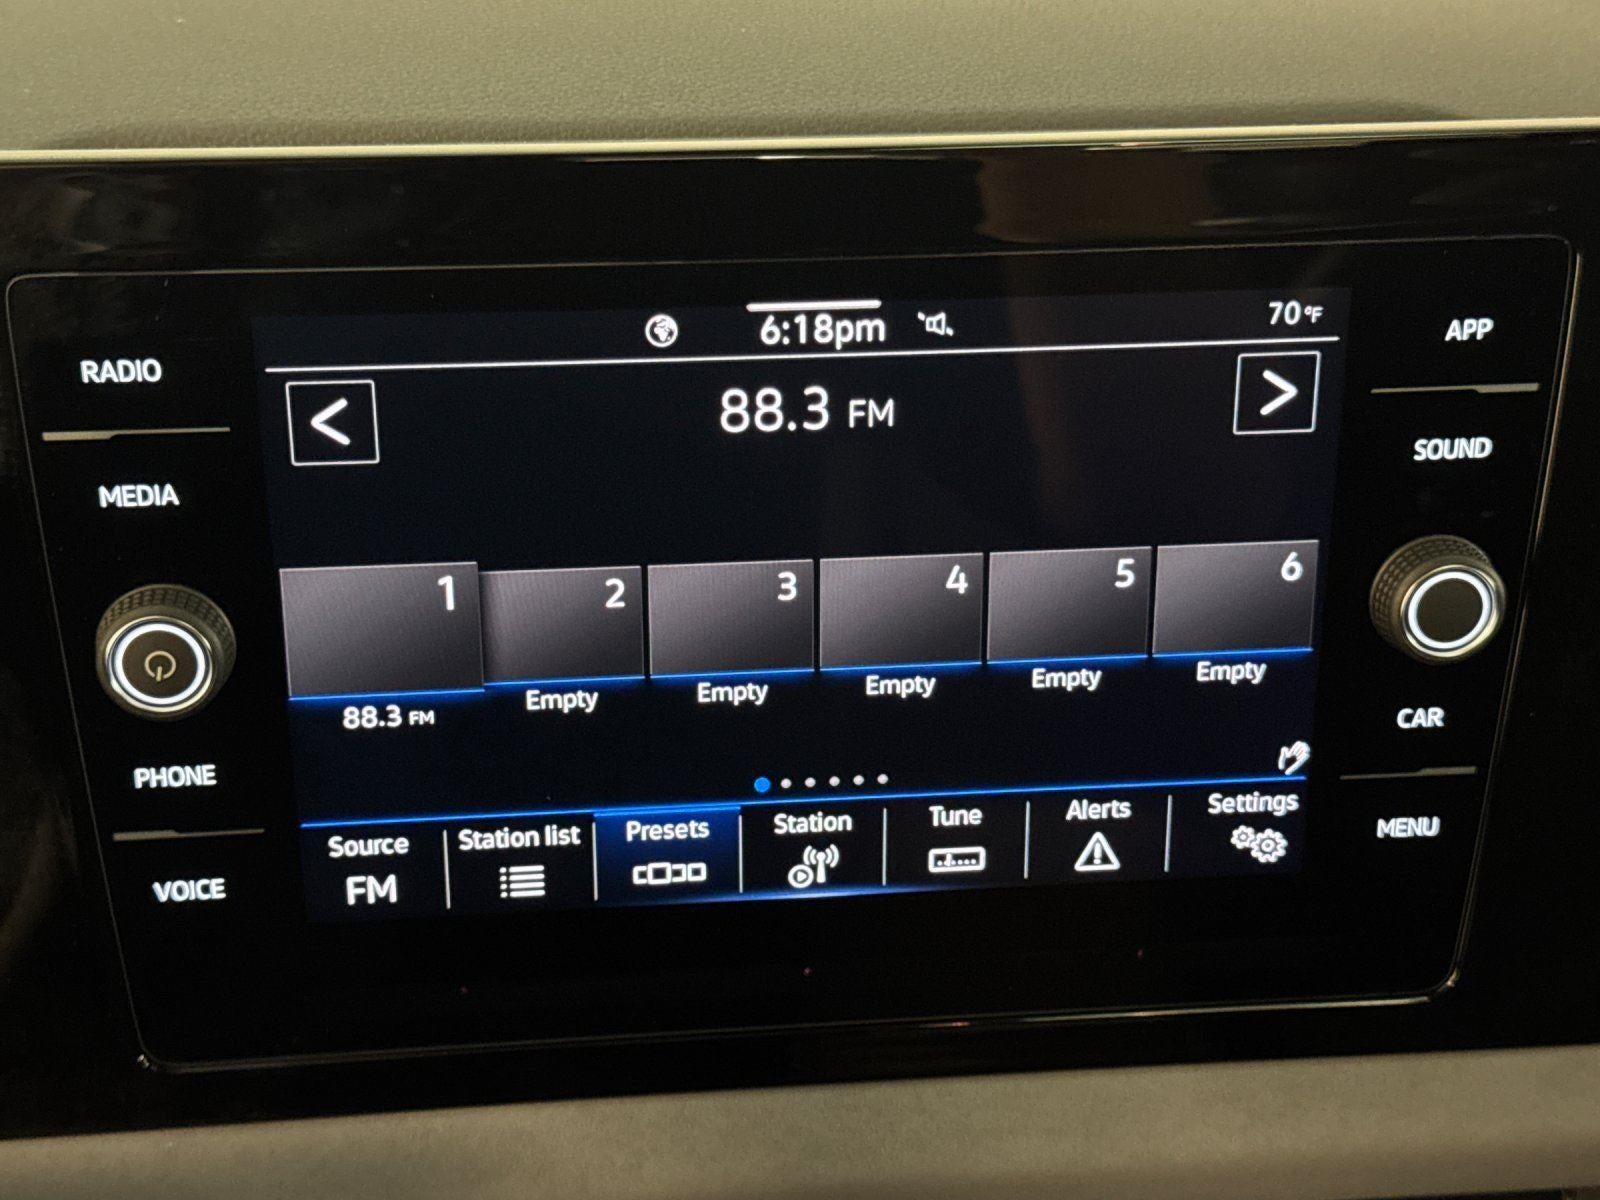 RADIO
MEDIA
PHONE
VOICE
6:18pm
70°F
<
88.3 FM
>
1
2
3
4
5
6
88.3 FM
Empty
Empty
Empty
Empty
Empty
Source
FM
Station list
Presets
Station
Tune
Alerts
Settings
APP
SOUND
CAR
MENU